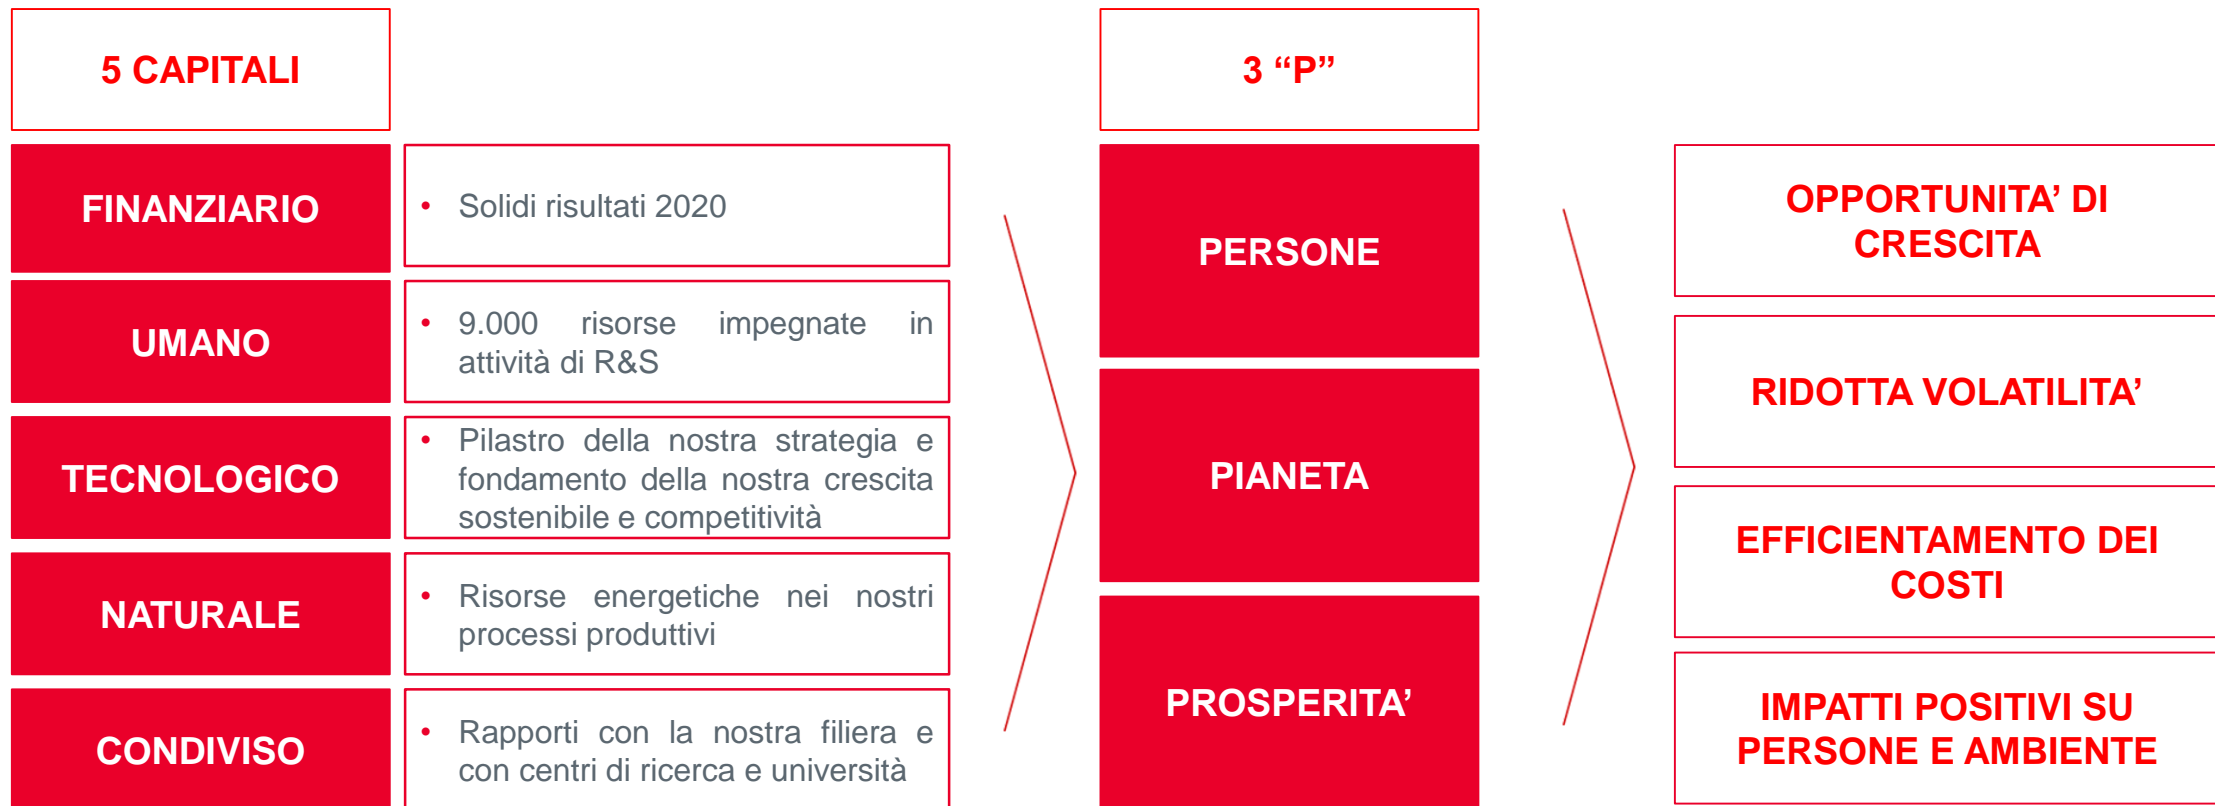 5 CAPITALI
FINANZIARIO
• Solidi risultati 2020
UMANO
• 9.000 risorse impegnate in
attività di R&S
TECNOLOGICO
• Pilastro della nostra strategia e
fondamento della nostra crescita
sostenibile e competitività
NATURALE
• Risorse energetiche nei nostri
processi produttivi
CONDIVISO
• Rapporti con la nostra filiera e
con centri di ricerca e università
3 “P”
PERSONE
PIANETA
PROSPERITA’
OPPORTUNITA’ DI
CRESCITA
RIDOTTA VOLATILITA’
EFFICIENTAMENTO DEI
COSTI
IMPATTI POSITIVI SU
PERSONE E AMBIENTE